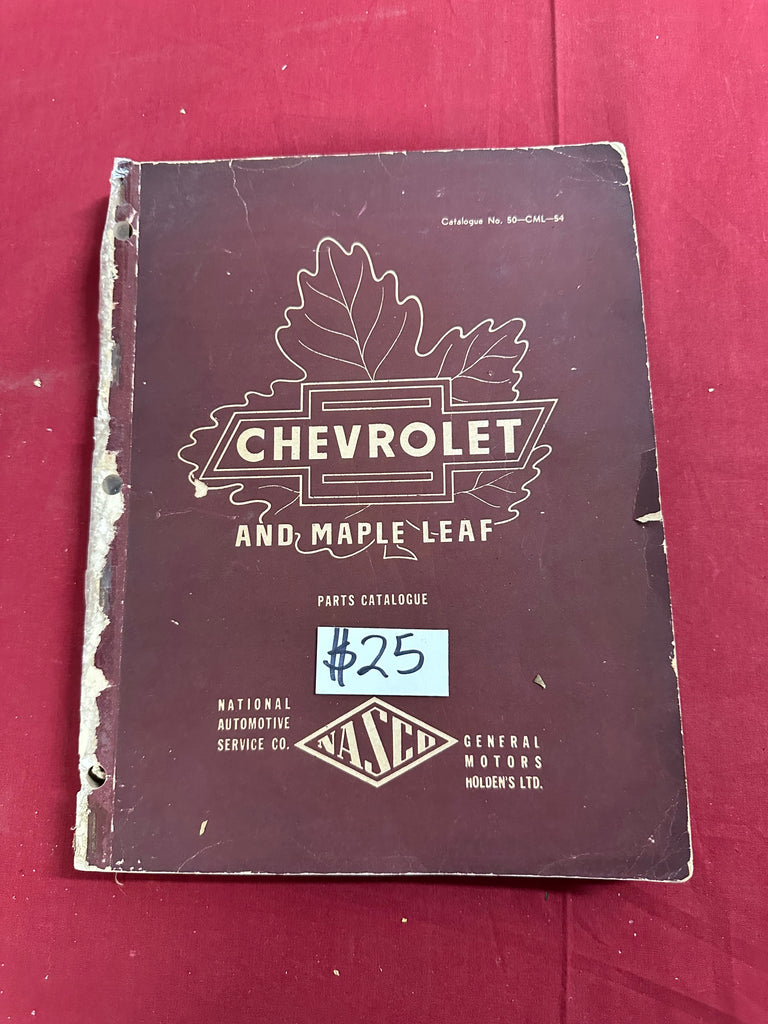 Catalogue No. 50—CML—54
CHEVROLET
AND MAPLE LEAF
PARTS CATALOGUE
$25
NATIONAL
AUTOMOTIVE
SERVICE CO.
NASCO
GENERAL
MOTORS
HOLDEN'S LTD.